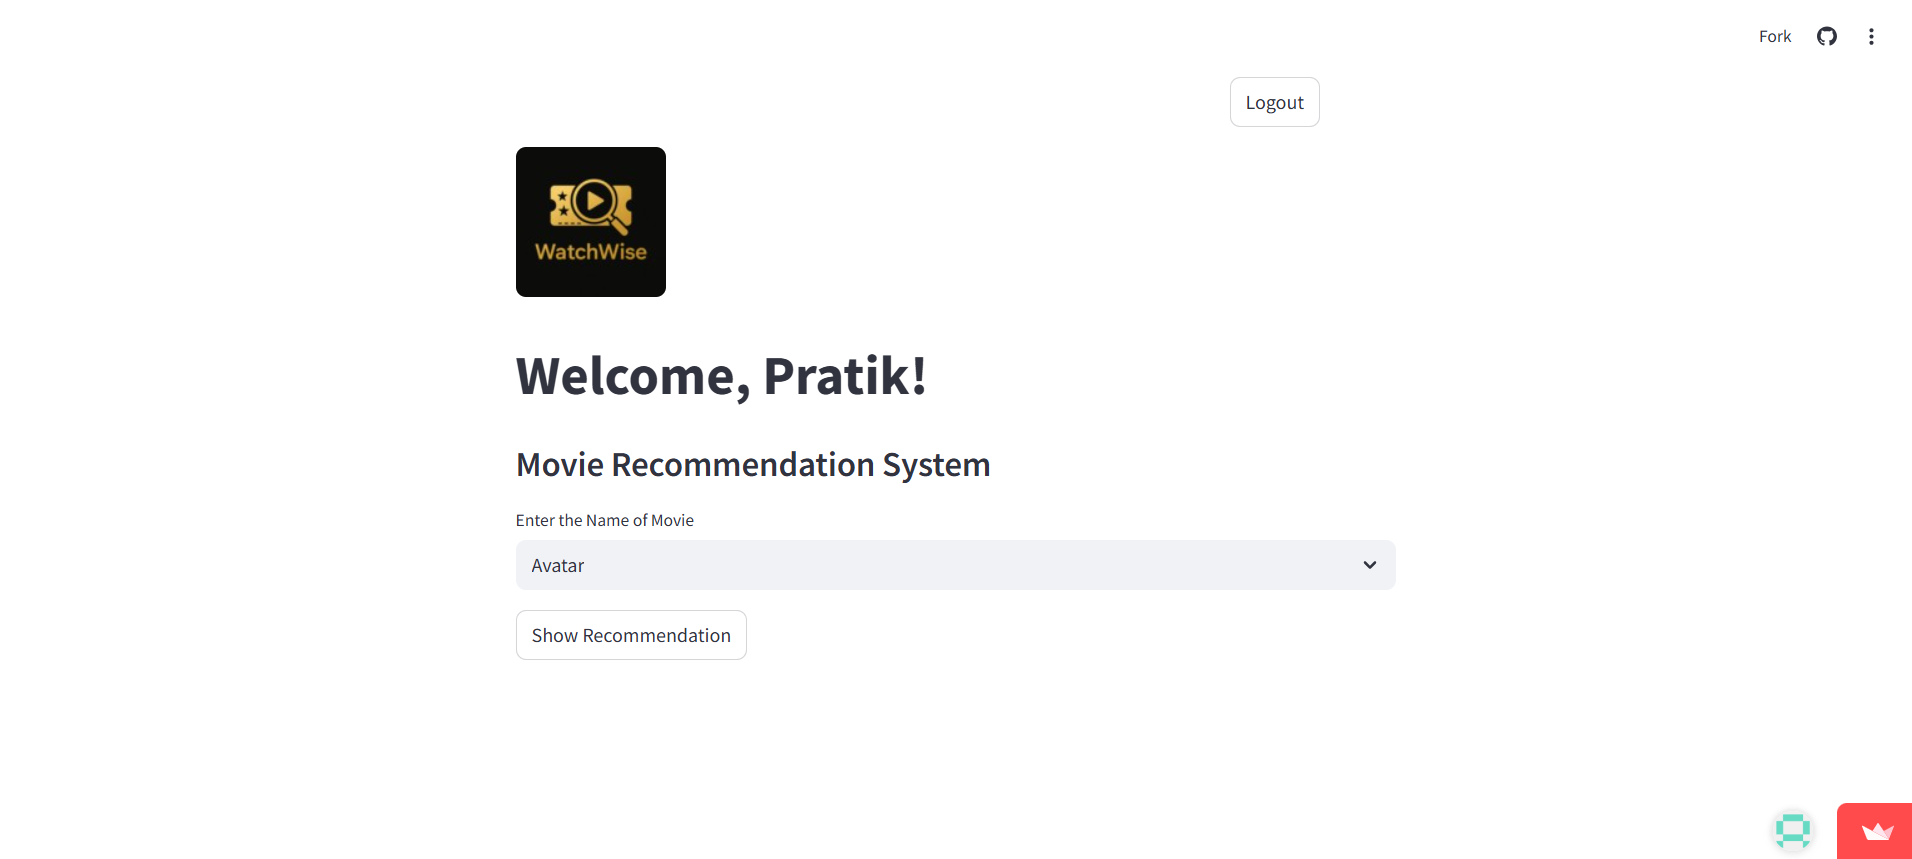 Fork
Logout
WatchWise
Welcome, Pratik!
Movie Recommendation System
Enter the Name of Movie
Avatar
Show Recommendation